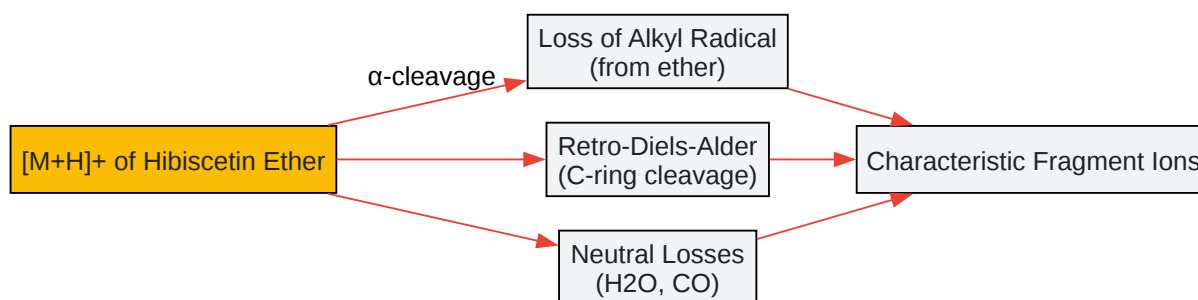 Loss of Alkyl Radical
(from ether)
α-cleavage
[M+H]+ of Hibiscetin Ether
Retro-Diels-Alder
(C-ring cleavage)
Characteristic Fragment Ions
Neutral Losses
(H2O, CO)